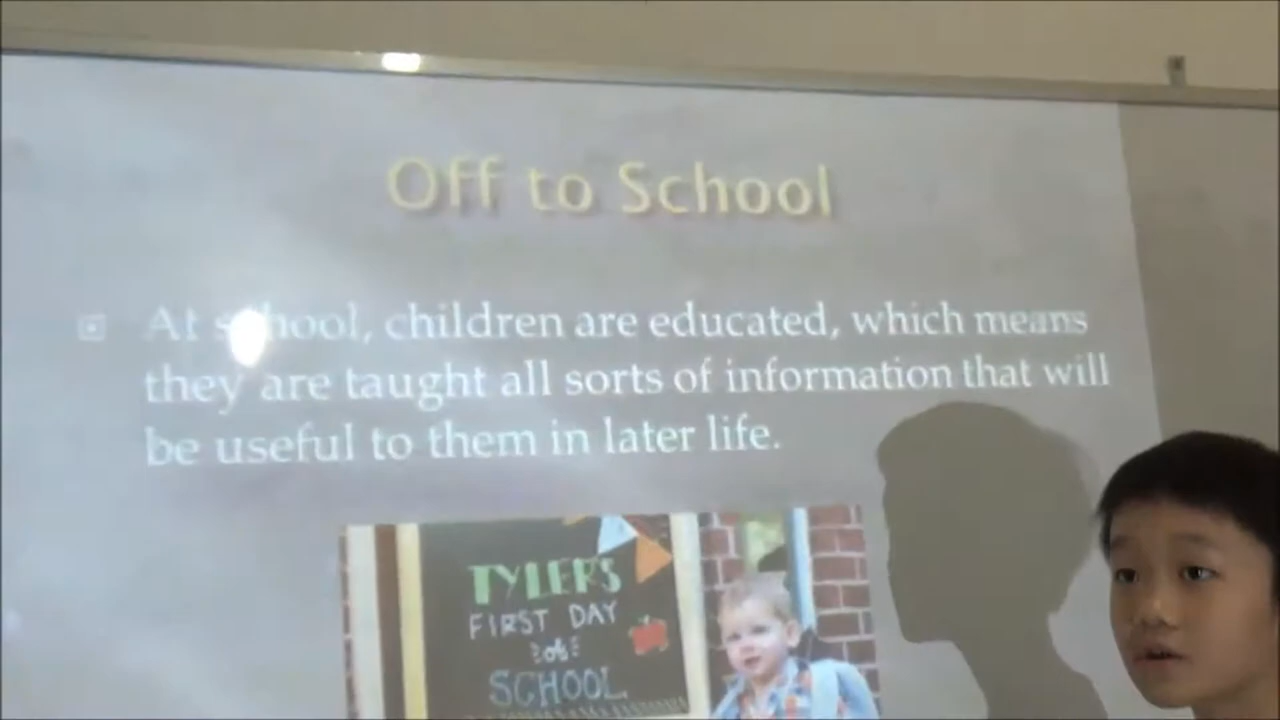 Off to School
At school, children are educated, which means
they are taught all sorts of information that will
be useful to them in later life.
TYLER'S
FIRST DAY
of
SCHOOL